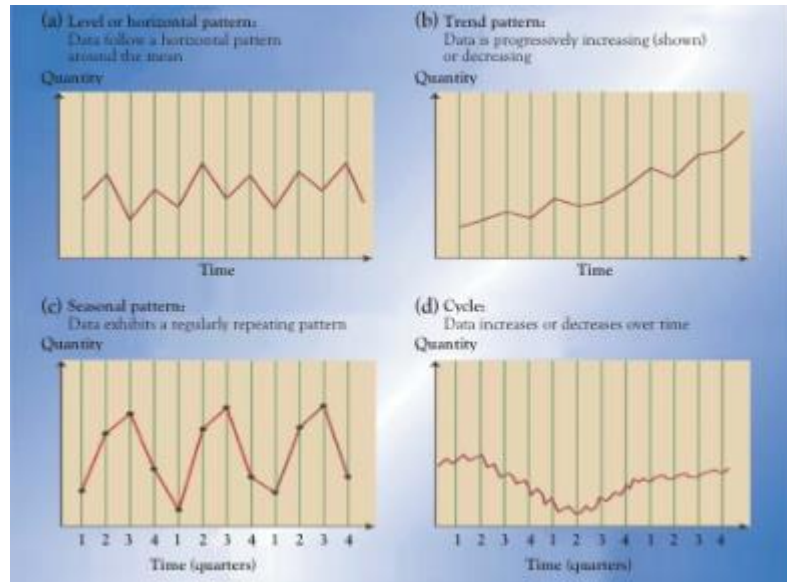 (a) Level or horizontal pattern:
Data follow a horizontal pattern
around the mean
Quantity
Time
(b) Trend pattern:
Data is progressively increasing (shown)
or decreasing
Quantity
Time
(c) Seasonal pattern:
Data exhibits a regularly repeating pattern
Quantity
1 2 3 4 1 2 3 4 1 2 3 4
Time (quarters)
(d) Cycle:
Data increases or decreases over time
Quantity
1 2 3 4 1 2 3 4 1 2 3 4
Time (quarters)